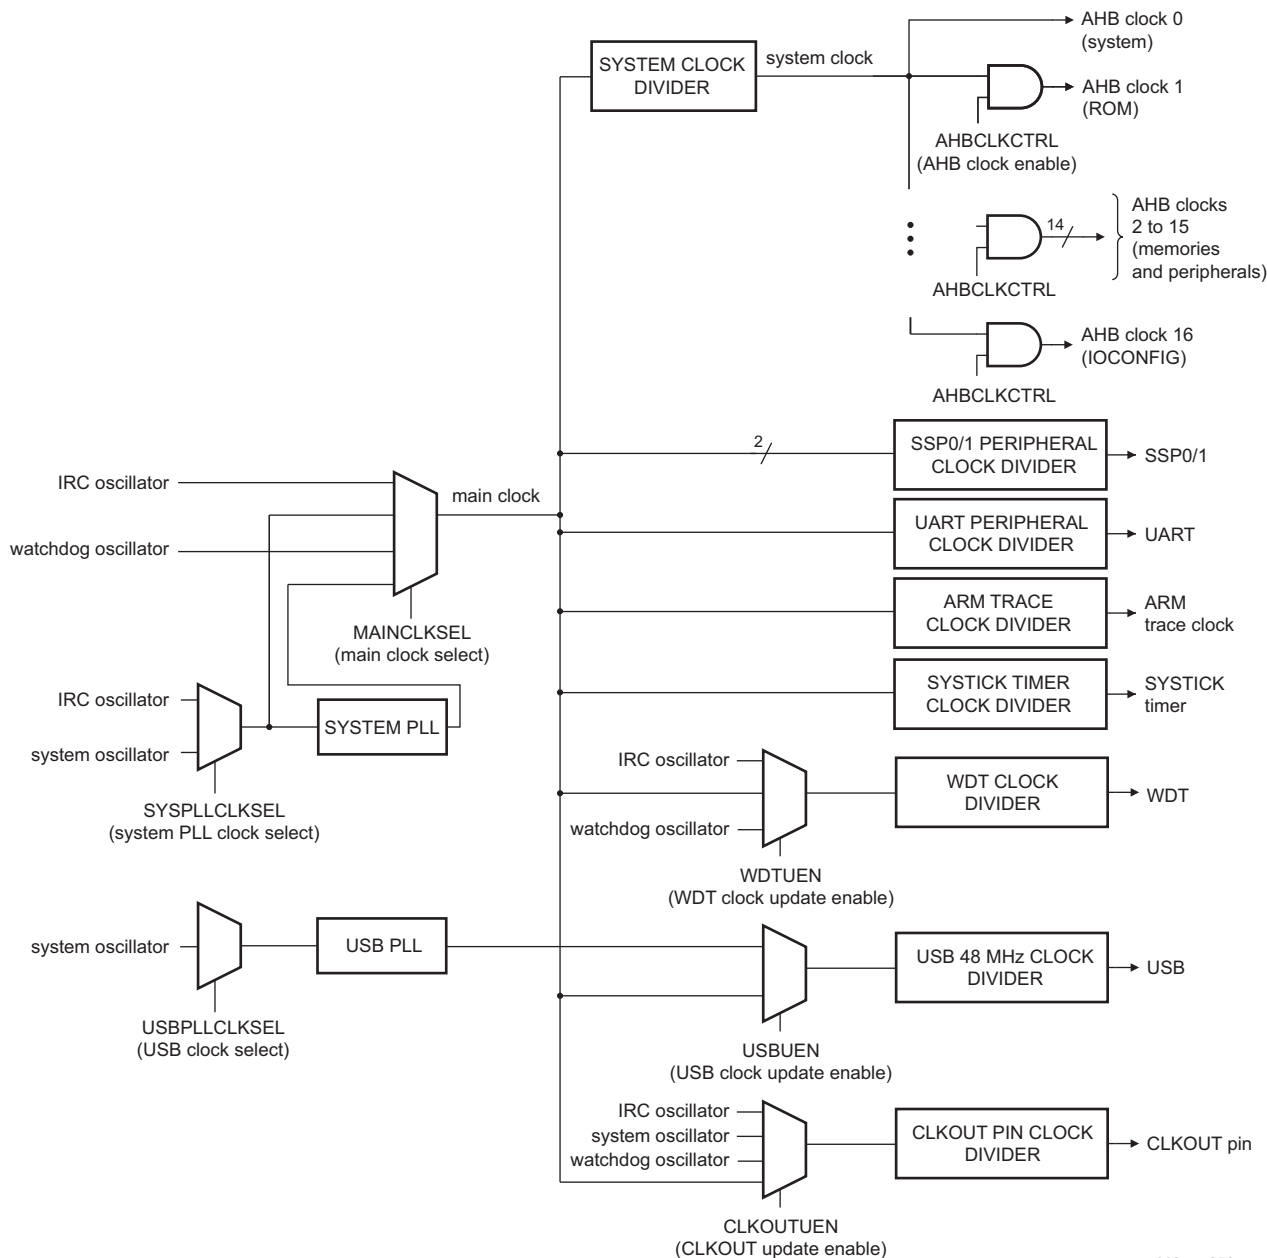 AHB clock 0
(system)
SYSTEM CLOCK
DIVIDER
system clock
AHB clock 1
(ROM)
AHBCLKCTRL
(AHB clock enable)
14
AHB clocks
2 to 15
(memories
and peripherals)
AHBCLKCTRL
AHB clock 16
(IOCONFIG)
AHBCLKCTRL
2
SSP0/1 PERIPHERAL
CLOCK DIVIDER
SSP0/1
IRC oscillator
main clock
watchdog oscillator
UART PERIPHERAL
CLOCK DIVIDER
UART
MAINCLKSEL
(main clock select)
ARM TRACE
CLOCK DIVIDER
ARM
trace clock
IRC oscillator
system oscillator
SYSTEM PLL
SYSPLLCLKSEL
(system PLL clock select)
SYSTICK TIMER
CLOCK DIVIDER
SYSTICK
timer
IRC oscillator
watchdog oscillator
WDT CLOCK
DIVIDER
WDT
WDTUEN
(WDT clock update enable)
system oscillator
USB PLL
USBPLLCLKSEL
(USB clock select)
USB 48 MHz CLOCK
DIVIDER
USB
USBUEN
(USB clock update enable)
IRC oscillator
system oscillator
watchdog oscillator
CLKOUT PIN CLOCK
DIVIDER
CLKOUT pin
CLKOUTUEN
(CLKOUT update enable)